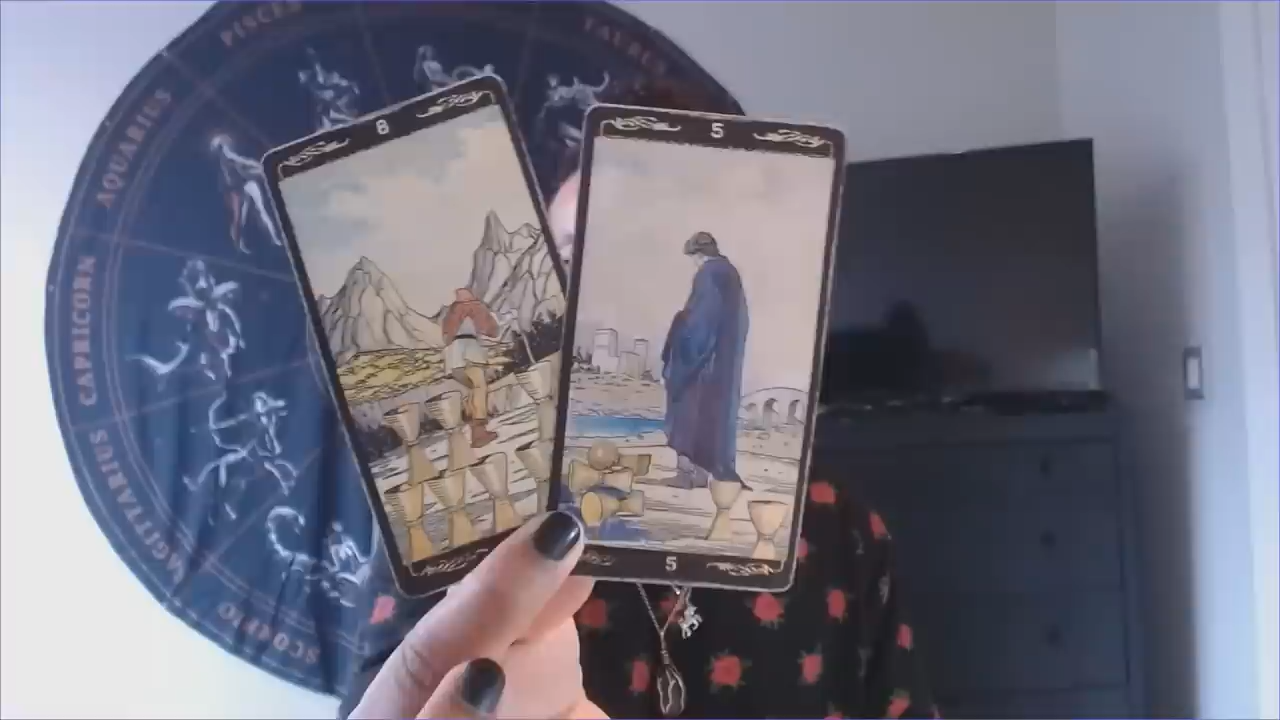 PISCES
TAURUS
AQUARIUS
CAPRICORN
SAGITTARIUS
SCORPIO
8
5
5